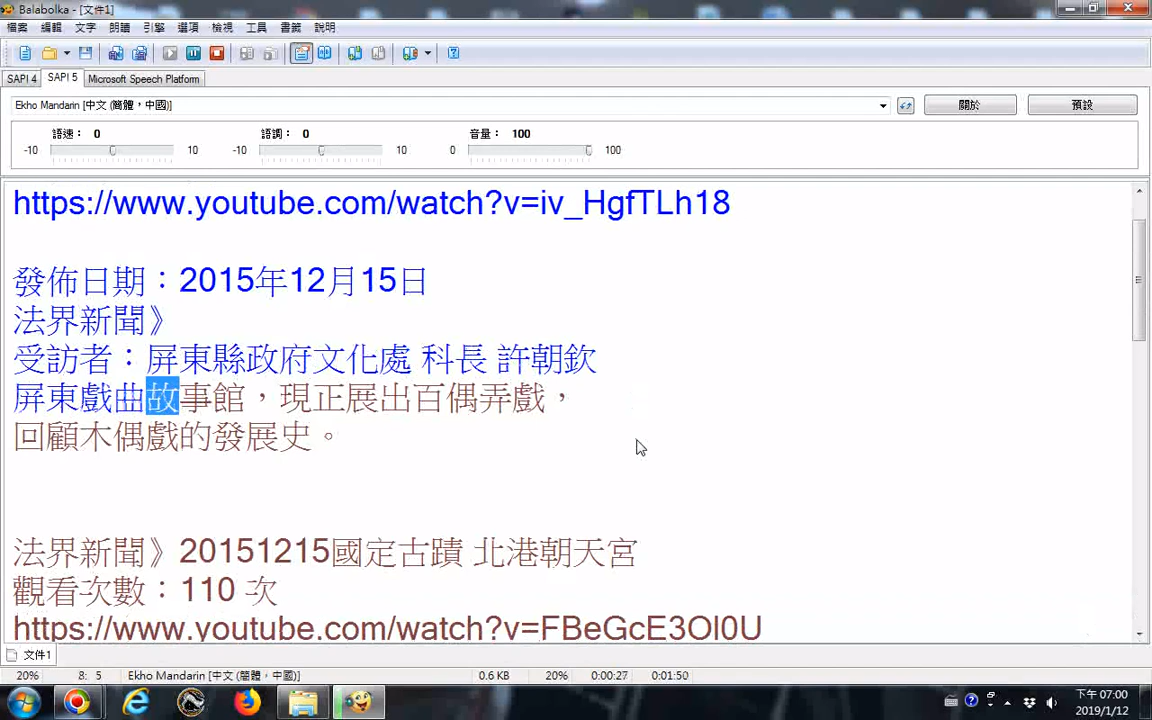 Balabolka - [文件1]
檔案 編輯 文字 朗讀 引擎 選項 檢視 工具 書籤 說明
SAPI 4 SAPI 5 Microsoft Speech Platform
Ekho Mandarin [中文 (簡體，中國)] 關於 預設
語速： 0 語調： 0 音量： 100
-10 10 -10 10 0 100
https://www.youtube.com/watch?v=iv_HgfTLh18
發佈日期：2015年12月15日
法界新聞》
受訪者：屏東縣政府文化處 科長 許朝欽
屏東戲曲故事館，現正展出百偶弄戲，
回顧木偶戲的發展史。
法界新聞》20151215國定古蹟 北港朝天宮
觀看次數：110 次
https://www.youtube.com/watch?v=FBeGcE3Ol0U
文件1
20% 8: 5 Ekho Mandarin [中文 (簡體，中國)] 0.6 KB 20% 0:00:27 0:01:50
下午 07:00
2019/1/12